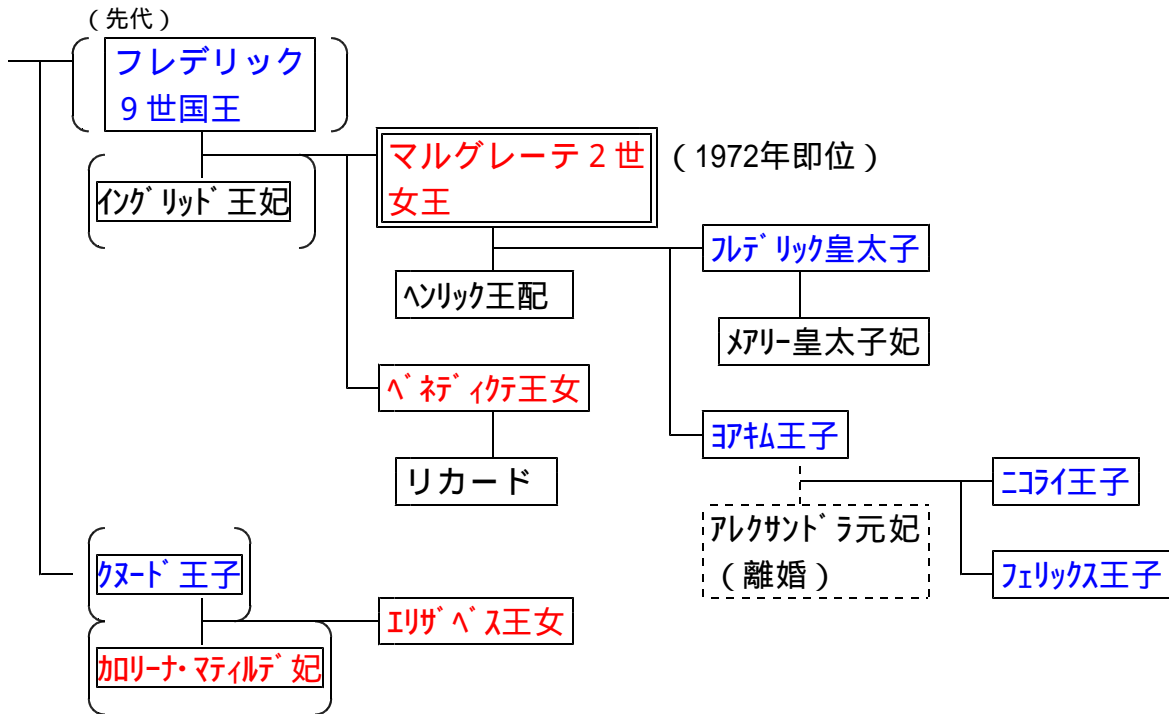 （先代）
フレデリック
９世国王
ｲﾝｸﾞﾘｯﾄﾞ王妃
マルグレーテ２世
女王
（1972年即位）
ﾍﾝﾘｯｸ王配
ﾌﾚﾃﾞﾘｯｸ皇太子
ﾒｱﾘｰ皇太子妃
ﾍﾞﾈﾃﾞｨｸﾃ王女
リカード
ﾖｱｷﾑ王子
ｱﾚｸｻﾝﾄﾞﾗ元妃
（離婚）
ﾆｺﾗｲ王子
ﾌｪﾘｯｸｽ王子
ｸﾇｰﾄﾞ王子
ｶﾛﾘｰﾅ･ﾏﾃｨﾙﾃﾞ妃
ｴﾘｻﾞﾍﾞｽ王女